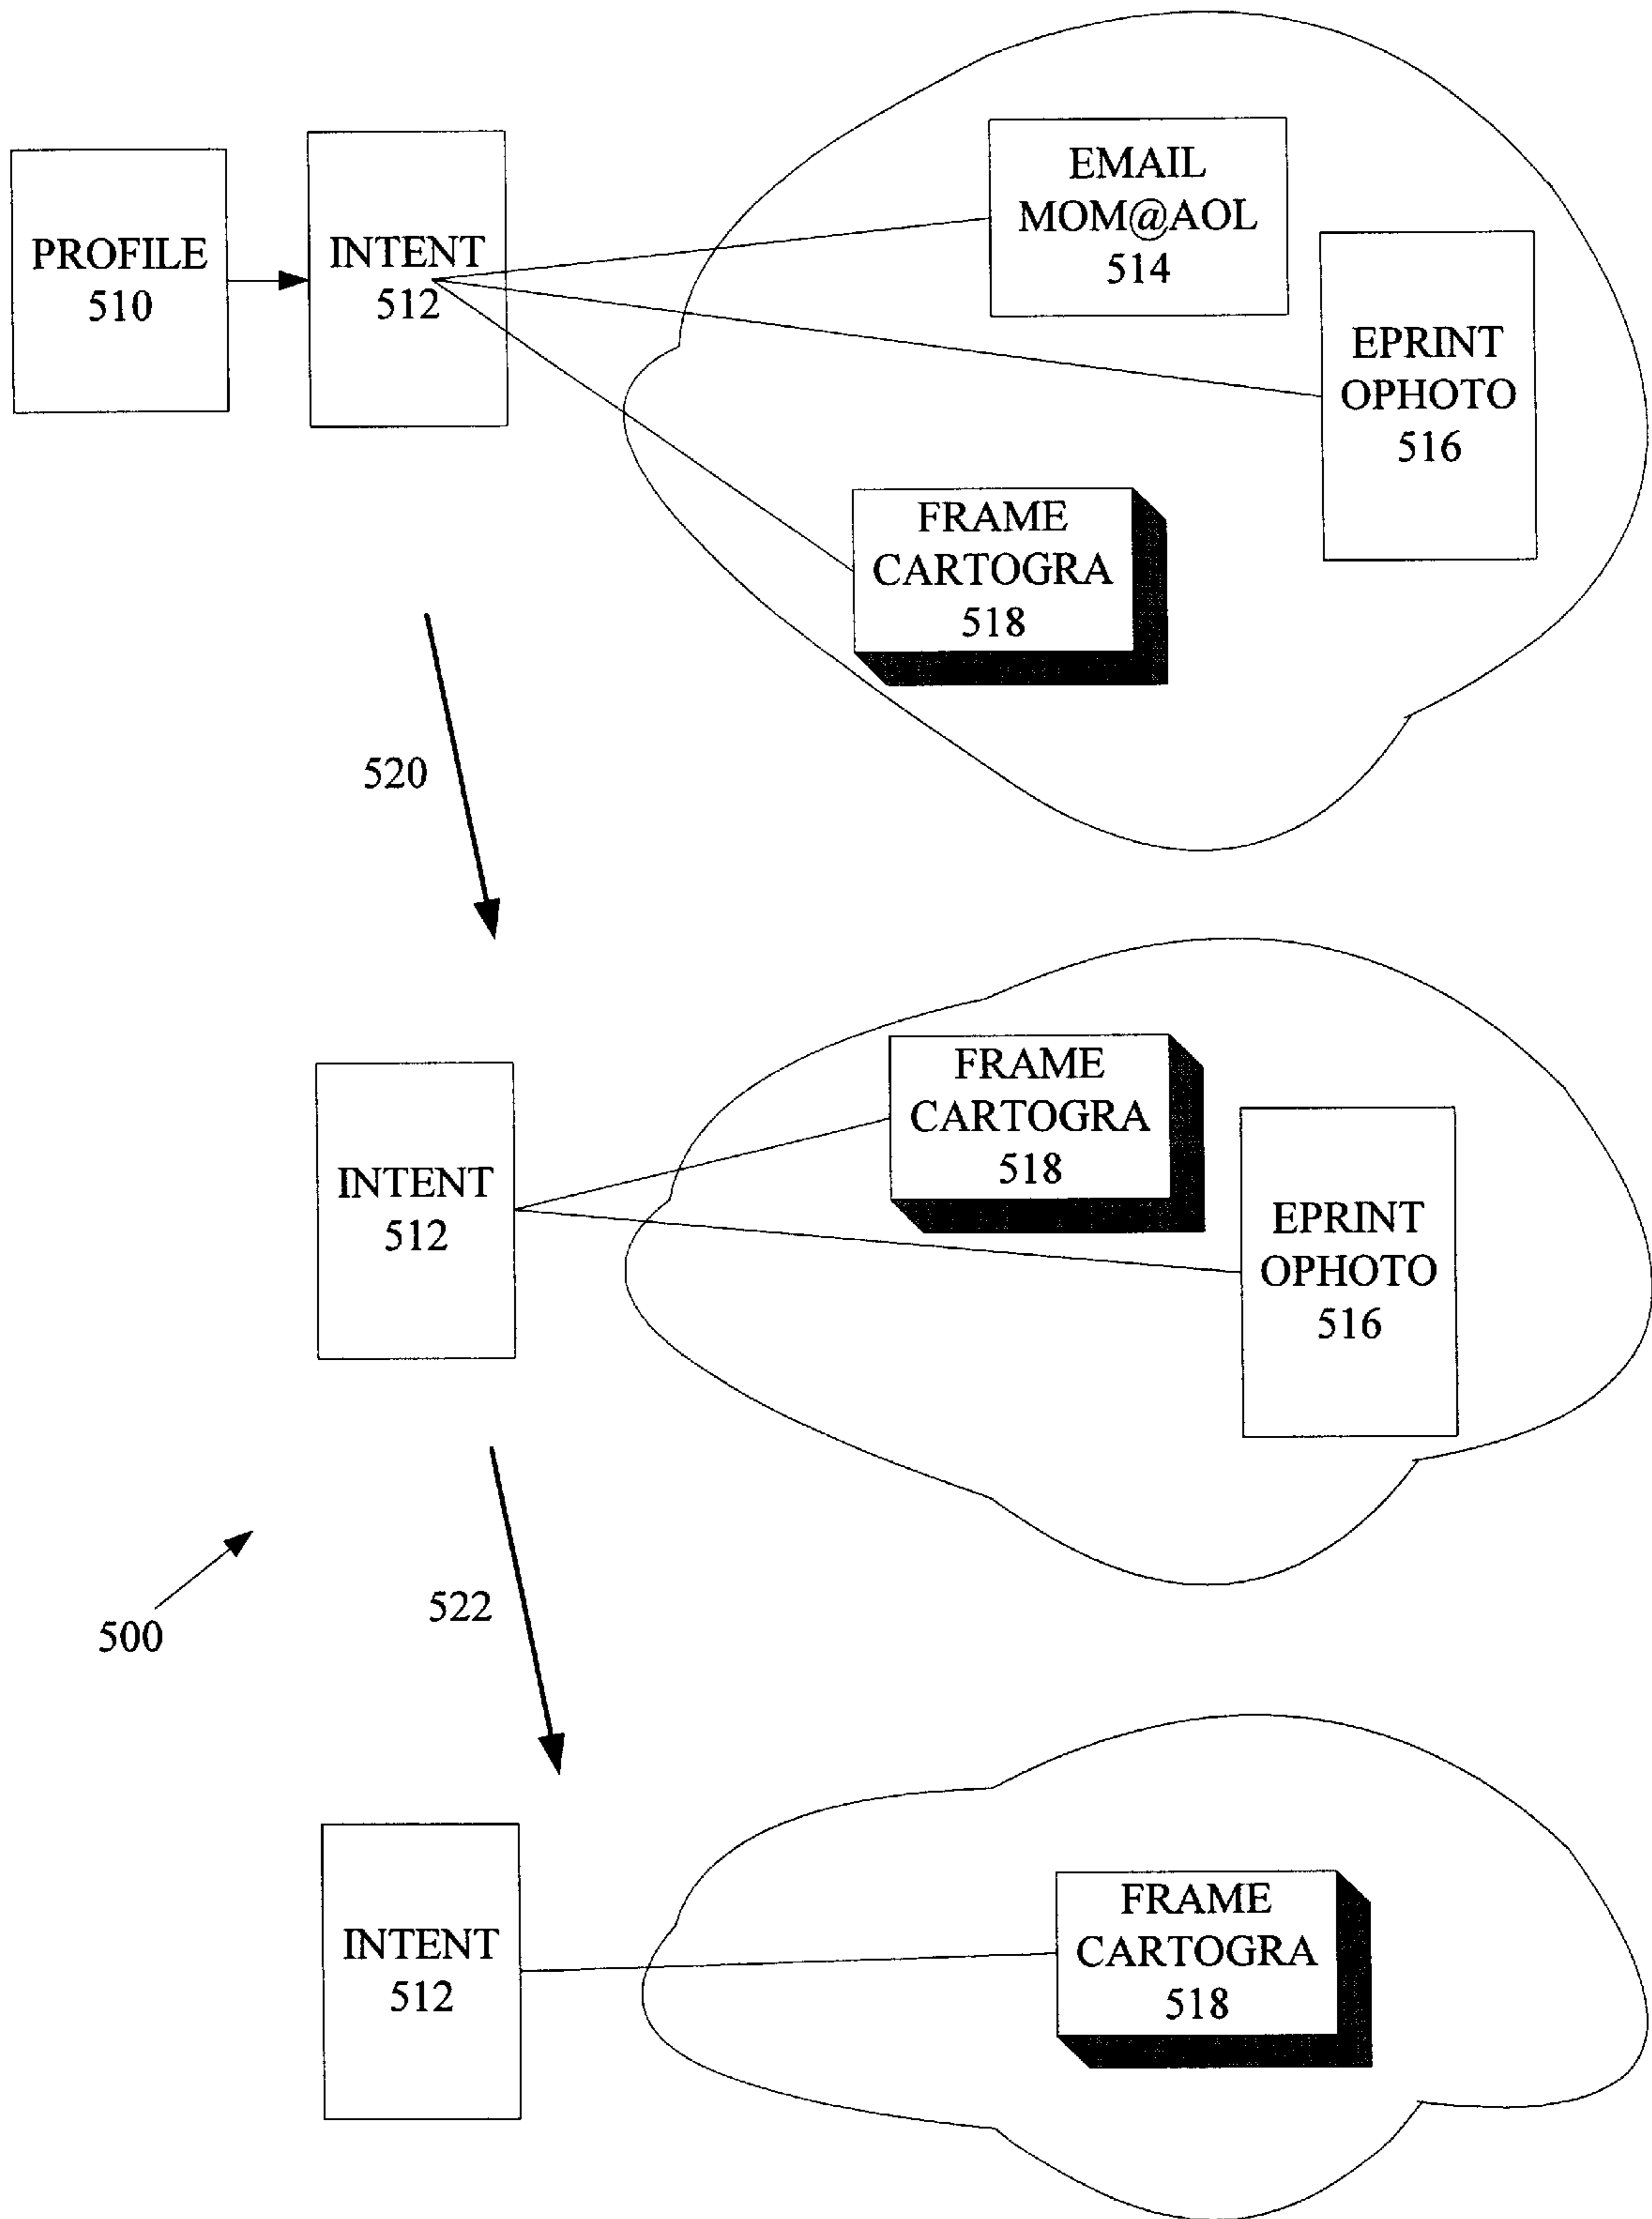 PROFILE
510
INTENT
512
EMAIL
MOM@AOL
514
EPRINT
OPHOTO
516
FRAME
CARTOGRA
518
520
INTENT
512
FRAME
CARTOGRA
518
EPRINT
OPHOTO
516
500
522
INTENT
512
FRAME
CARTOGRA
518